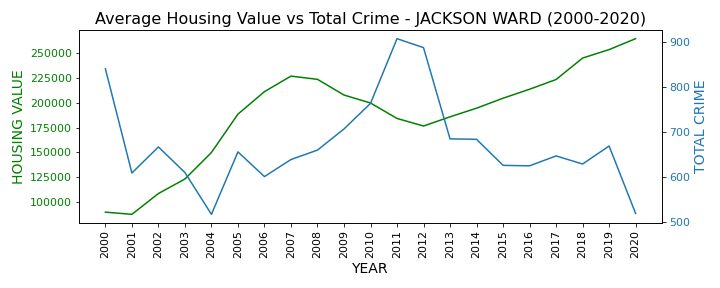 Average Housing Value vs Total Crime - JACKSON WARD (2000-2020)
HOUSING VALUE
250000
225000
200000
175000
150000
125000
100000
900
800
700
600
500
TOTAL CRIME
2000 2001 2002 2003 2004 2005 2006 2007 2008 2009 2010 2011 2012 2013 2014 2015 2016 2017 2018 2019 2020
YEAR